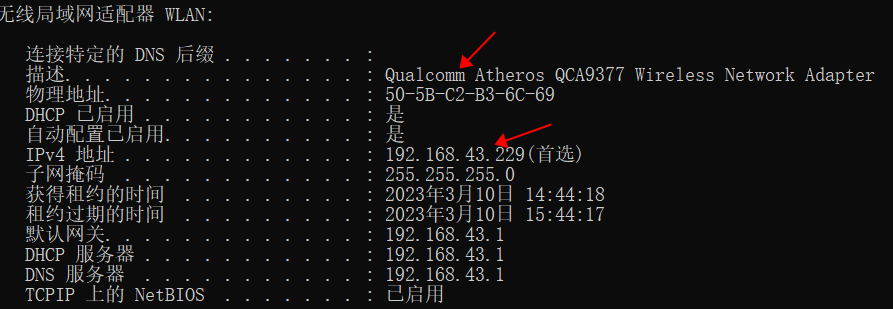 无线局域网适配器 WLAN:
连接特定的 DNS 后缀 . . . . . . . :
描述. . . . . . . . . . . . . . . : Qualcomm Atheros QCA9377 Wireless Network Adapter
物理地址. . . . . . . . . . . . . : 50-5B-C2-B3-6C-69
DHCP 已启用 . . . . . . . . . . . : 是
自动配置已启用. . . . . . . . . . : 是
IPv4 地址 . . . . . . . . . . . . : 192.168.43.229(首选)
子网掩码  . . . . . . . . . . . . : 255.255.255.0
获得租约的时间  . . . . . . . . . : 2023年3月10日 14:44:18
租约过期的时间  . . . . . . . . . : 2023年3月10日 15:44:17
默认网关. . . . . . . . . . . . . : 192.168.43.1
DHCP 服务器 . . . . . . . . . . . : 192.168.43.1
DNS 服务器  . . . . . . . . . . . : 192.168.43.1
TCPIP 上的 NetBIOS  . . . . . . . : 已启用